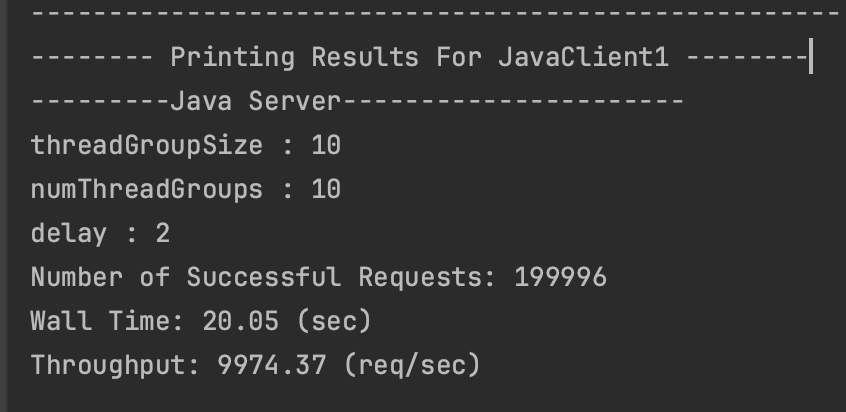 ----------------------------------------------------
-------- Printing Results For JavaClient1 --------
---------Java Server----------------------
threadGroupSize : 10
numThreadGroups : 10
delay : 2
Number of Successful Requests: 199996
Wall Time: 20.05 (sec)
Throughput: 9974.37 (req/sec)